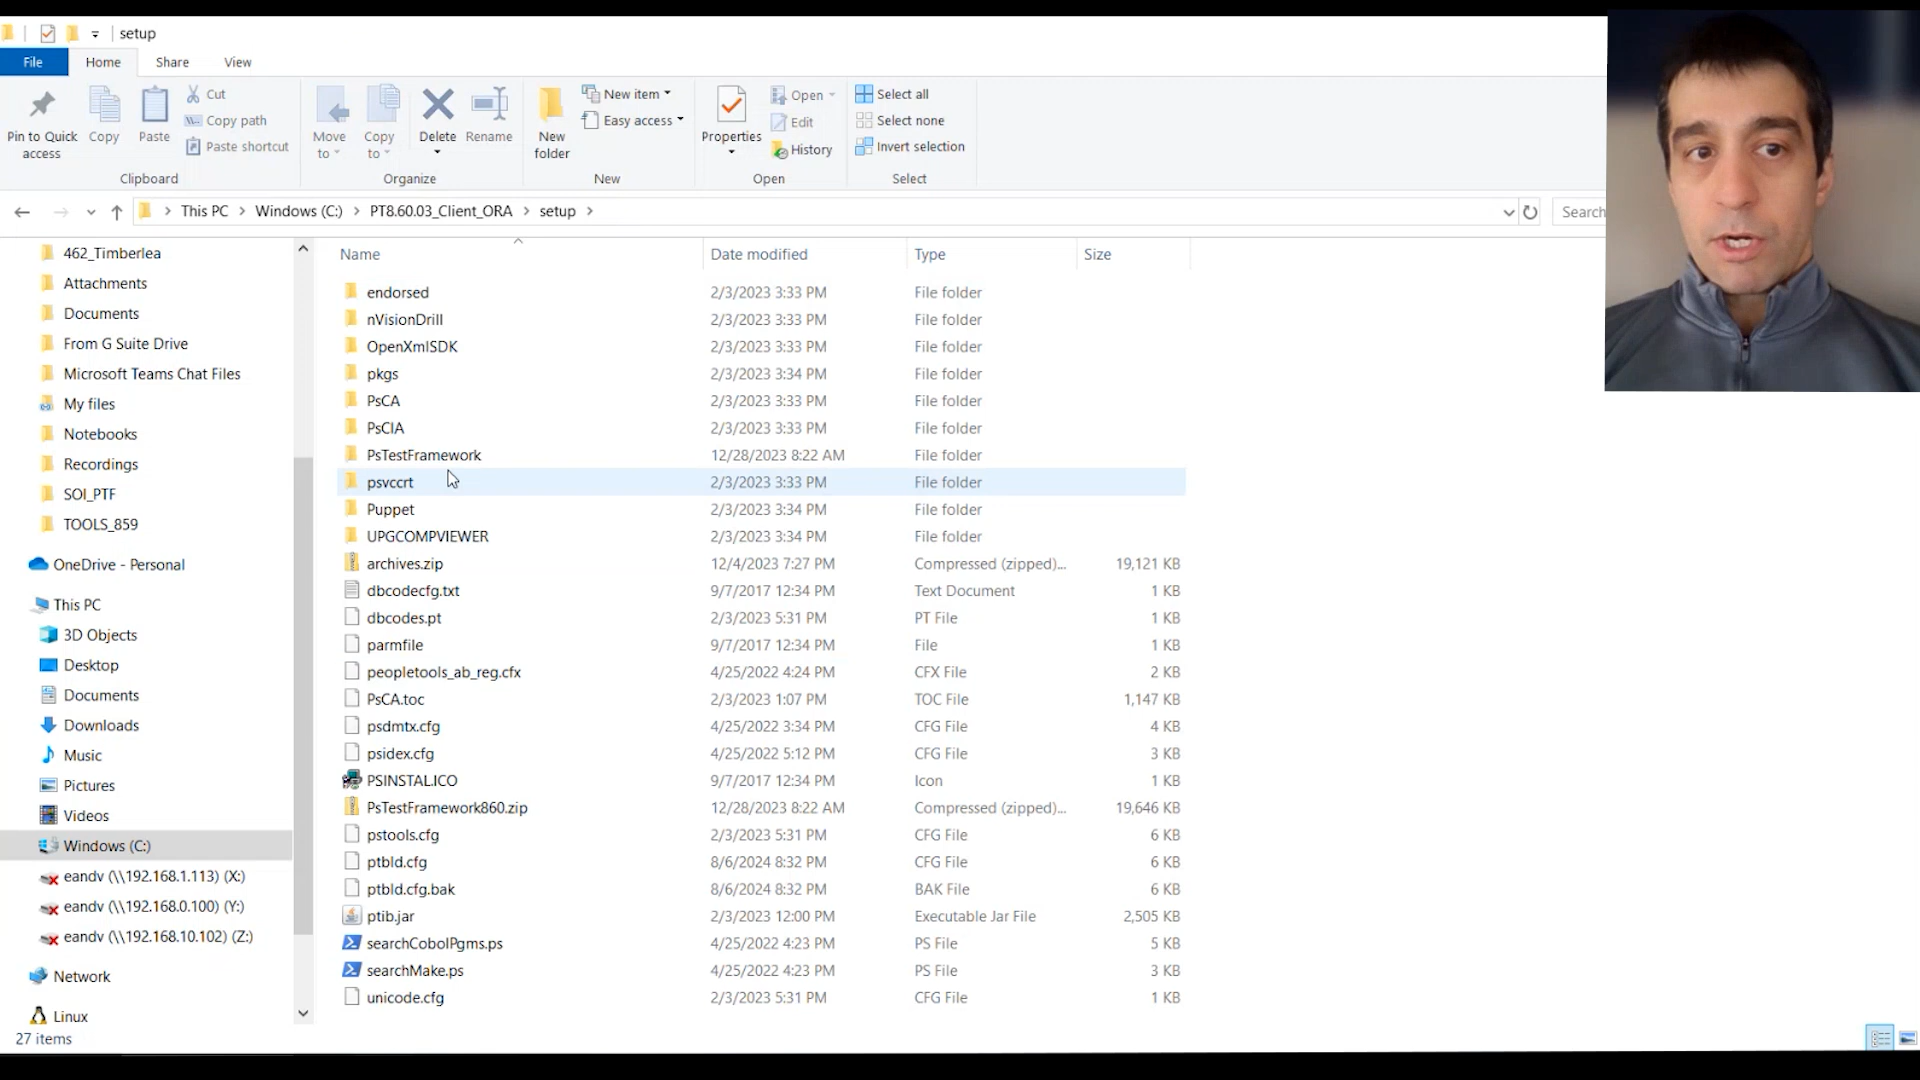 setup
File Home Share View
Pin to Quick access
Copy
Paste
Cut
Copy path
Paste shortcut
Clipboard
Move to
Copy to
Delete
Rename
Organize
New folder
New item
Easy access
New
Properties
Open
Edit
History
Open
Select all
Select none
Invert selection
Select
This PC > Windows (C:) > PT8.60.03_Client_ORA > setup >
Search
462_Timberlea
Attachments
Documents
From G Suite Drive
Microsoft Teams Chat Files
My files
Notebooks
Recordings
SOI_PTF
TOOLS_859
OneDrive - Personal
This PC
3D Objects
Desktop
Documents
Downloads
Music
Pictures
Videos
Windows (C:)
eandv (\\192.168.1.113) (X:)
eandv (\\192.168.0.100) (Y:)
eandv (\\192.168.10.102) (Z:)
Network
Linux
Name Date modified Type Size
endorsed 2/3/2023 3:33 PM File folder
nVisionDrill 2/3/2023 3:33 PM File folder
OpenXmlSDK 2/3/2023 3:33 PM File folder
pkgs 2/3/2023 3:34 PM File folder
PsCA 2/3/2023 3:33 PM File folder
PsCIA 2/3/2023 3:33 PM File folder
PsTestFramework 12/28/2023 8:22 AM File folder
psvccrt 2/3/2023 3:33 PM File folder
Puppet 2/3/2023 3:34 PM File folder
UPGCOMPVIEWER 2/3/2023 3:34 PM File folder
archives.zip 12/4/2023 7:27 PM Compressed (zipped)... 19,121 KB
dbcodecfg.txt 9/7/2017 12:34 PM Text Document 1 KB
dbcodes.pt 2/3/2023 5:31 PM PT File 1 KB
parmfile 9/7/2017 12:34 PM File 1 KB
peopletools_ab_reg.cfx 4/25/2022 4:24 PM CFX File 2 KB
PsCA.toc 2/3/2023 1:07 PM TOC File 1,147 KB
psdmtx.cfg 4/25/2022 3:34 PM CFG File 4 KB
psidex.cfg 4/25/2022 5:12 PM CFG File 3 KB
PSINSTAL.ICO 9/7/2017 12:34 PM Icon 1 KB
PsTestFramework860.zip 12/28/2023 8:22 AM Compressed (zipped)... 19,646 KB
pstools.cfg 2/3/2023 5:31 PM CFG File 6 KB
ptbld.cfg 8/6/2024 8:32 PM CFG File 6 KB
ptbld.cfg.bak 8/6/2024 8:32 PM BAK File 6 KB
ptib.jar 2/3/2023 12:00 PM Executable Jar File 2,505 KB
searchCobolPgms.ps 4/25/2022 4:23 PM PS File 5 KB
searchMake.ps 4/25/2022 4:23 PM PS File 3 KB
unicode.cfg 2/3/2023 5:31 PM CFG File 1 KB
27 items